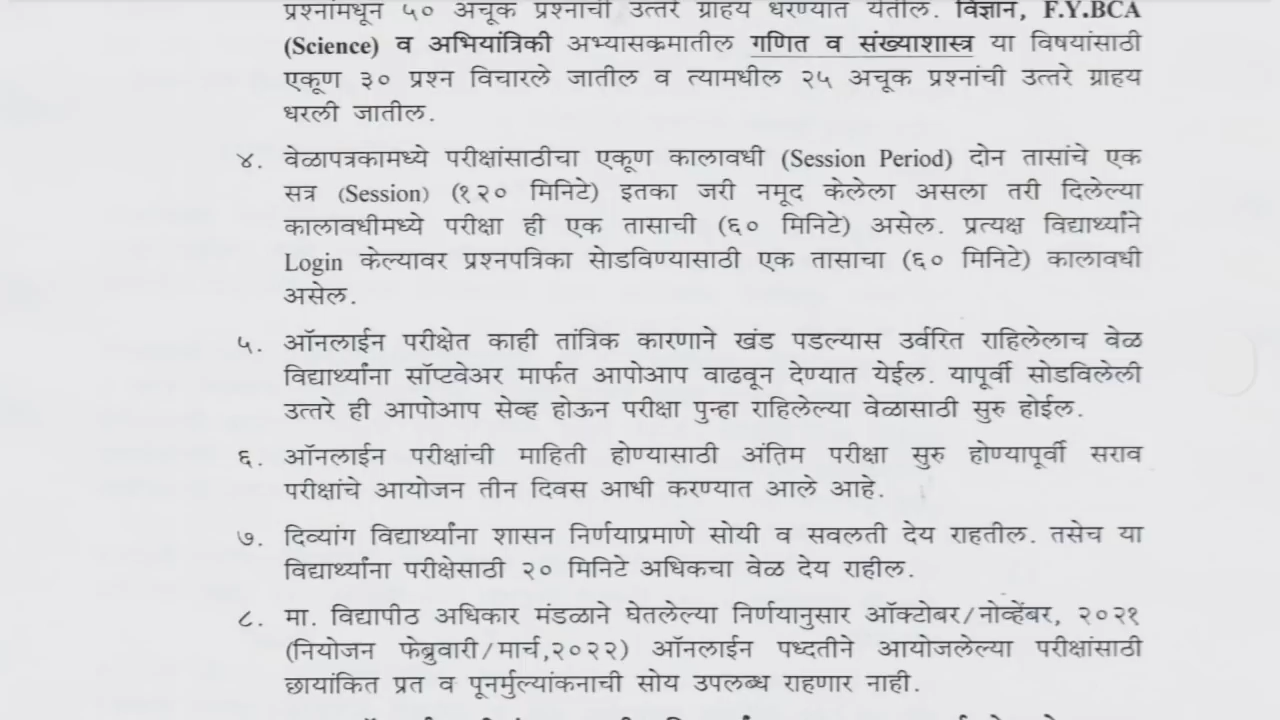 प्रश्नांमधून ५० अचूक प्रश्नांची उत्तरे ग्राहय धरण्यात येतील. विज्ञान, F.Y.BCA
(Science) व अभियांत्रिकी अभ्यासक्रमातील गणित व संख्याशास्त्र या विषयांसाठी
एकूण ३० प्रश्न विचारले जातील व त्यामधील २५ अचूक प्रश्नांची उत्तरे ग्राहय
धरली जातील.
४. वेळापत्रकामध्ये परीक्षांसाठीचा एकूण कालावधी (Session Period) दोन तासांचे एक
सत्र (Session) (१२० मिनिटे) इतका जरी नमूद केलेला असला तरी दिलेल्या
कालावधीमध्ये परीक्षा ही एक तासाची (६० मिनिटे) असेल. प्रत्यक्ष विद्यार्थ्याने
Login केल्यावर प्रश्नपत्रिका सेाडविण्यासाठी एक तासाचा (६० मिनिटे) कालावधी
असेल.
५. ऑनलाईन परीक्षेत काही तांत्रिक कारणाने खंड पडल्यास उर्वरित राहिलेलाच वेळ
विद्यार्थ्यांना सॉप्टवेअर मार्फत आपोआप वाढवून देण्यात येईल. यापूर्वी सोडविलेली
उत्तरे ही आपोआप सेव्ह होऊन परीक्षा पुन्हा राहिलेल्या वेळासाठी सुरु होईल.
६. ऑनलाईन परीक्षांची माहिती होण्यासाठी अंतिम परीक्षा सुरु होण्यापूर्वी सराव
परीक्षांचे आयोजन तीन दिवस आधी करण्यात आले आहे.
७. दिव्यांग विद्यार्थ्यांना शासन निर्णयाप्रमाणे सोयी व सवलती देय राहतील. तसेच या
विद्यार्थ्यांना परीक्षेसाठी २० मिनिटे अधिकचा वेळ देय राहील.
८. मा. विद्यापीठ अधिकार मंडळाने घेतलेल्या निर्णयानुसार ऑक्टोबर/नोव्हेंबर, २०२१
(नियोजन फेब्रुवारी/मार्च,२०२२) ऑनलाईन पध्दतीने आयोजलेल्या परीक्षांसाठी
छायांकित प्रत व पूनर्मुल्यांकनाची सोय उपलब्ध राहणार नाही.